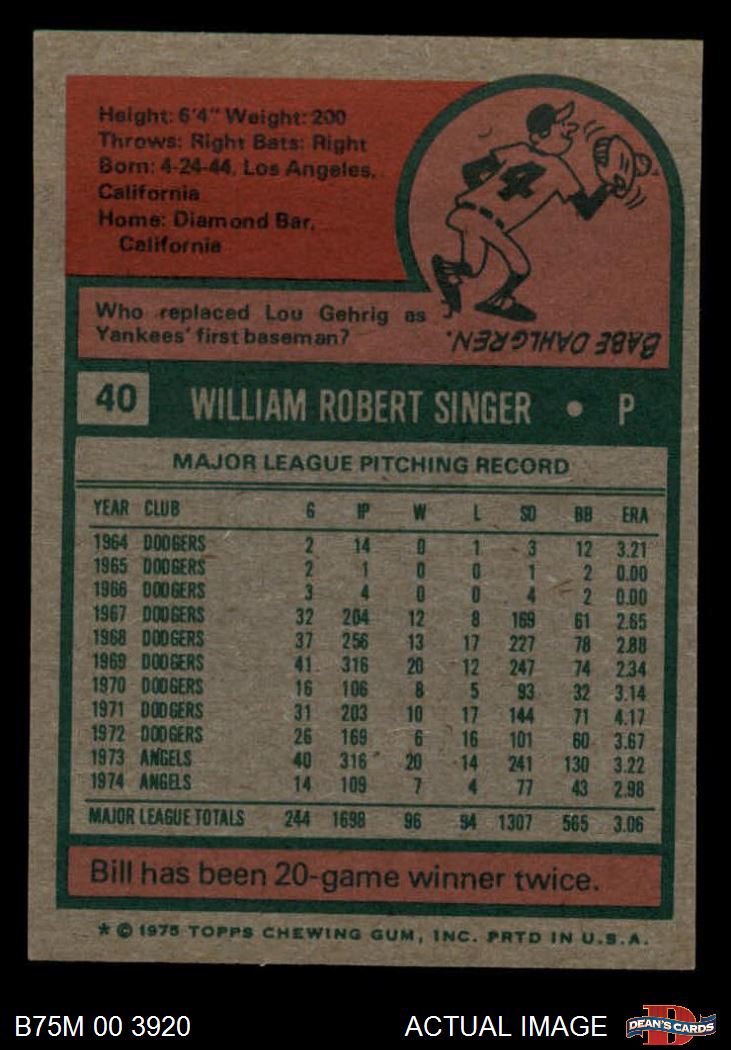 Height: 6'4" Weight: 200
Throws: Right Bats: Right
Born: 4-24-44, Los Angeles,
California
Home: Diamond Bar,
California
4
Who replaced Lou Gehrig as
Yankees' first baseman?
BABE DAHLGREN.
40 WILLIAM ROBERT SINGER • P
MAJOR LEAGUE PITCHING RECORD
YEAR CLUB G IP W L SO BB ERA
1964 DODGERS 2 14 0 1 3 12 3.21
1965 DODGERS 2 1 0 0 1 2 0.00
1966 DODGERS 3 4 0 0 4 2 0.00
1967 DODGERS 32 204 12 8 169 61 2.65
1968 DODGERS 37 256 13 17 227 78 2.88
1969 DODGERS 41 316 20 12 247 74 2.34
1970 DODGERS 16 106 8 5 93 32 3.14
1971 DODGERS 31 203 10 17 144 71 4.17
1972 DODGERS 26 169 6 16 101 60 3.67
1973 ANGELS 40 316 20 14 241 130 3.22
1974 ANGELS 14 109 7 4 77 43 2.98
MAJOR LEAGUE TOTALS 244 1698 96 94 1307 565 3.06
Bill has been 20-game winner twice.
* © 1975 TOPPS CHEWING GUM, INC. PRTD IN U.S.A.
B75M 00 3920 ACTUAL IMAGE D DEAN'S CARDS